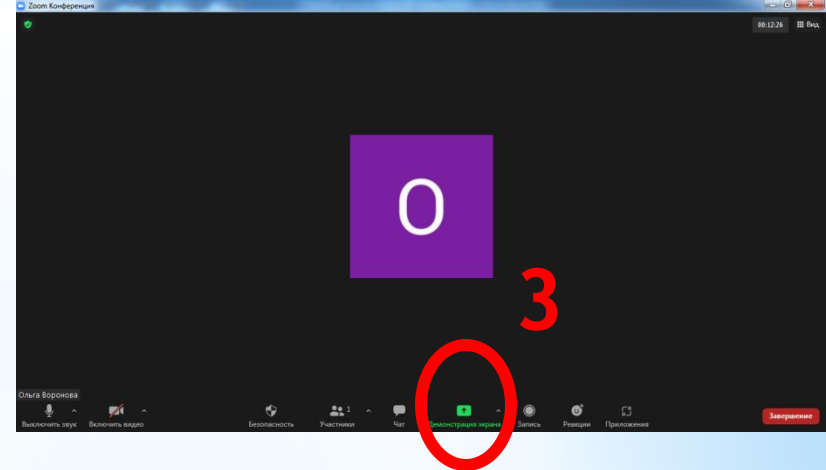 Zoom Конференция
00:12:26 Вид
O
3
Ольга Воронова
1
Выключить звук Включить видео Безопасность Участники Чат Демонстрация экрана Запись Реакции Приложения Завершение